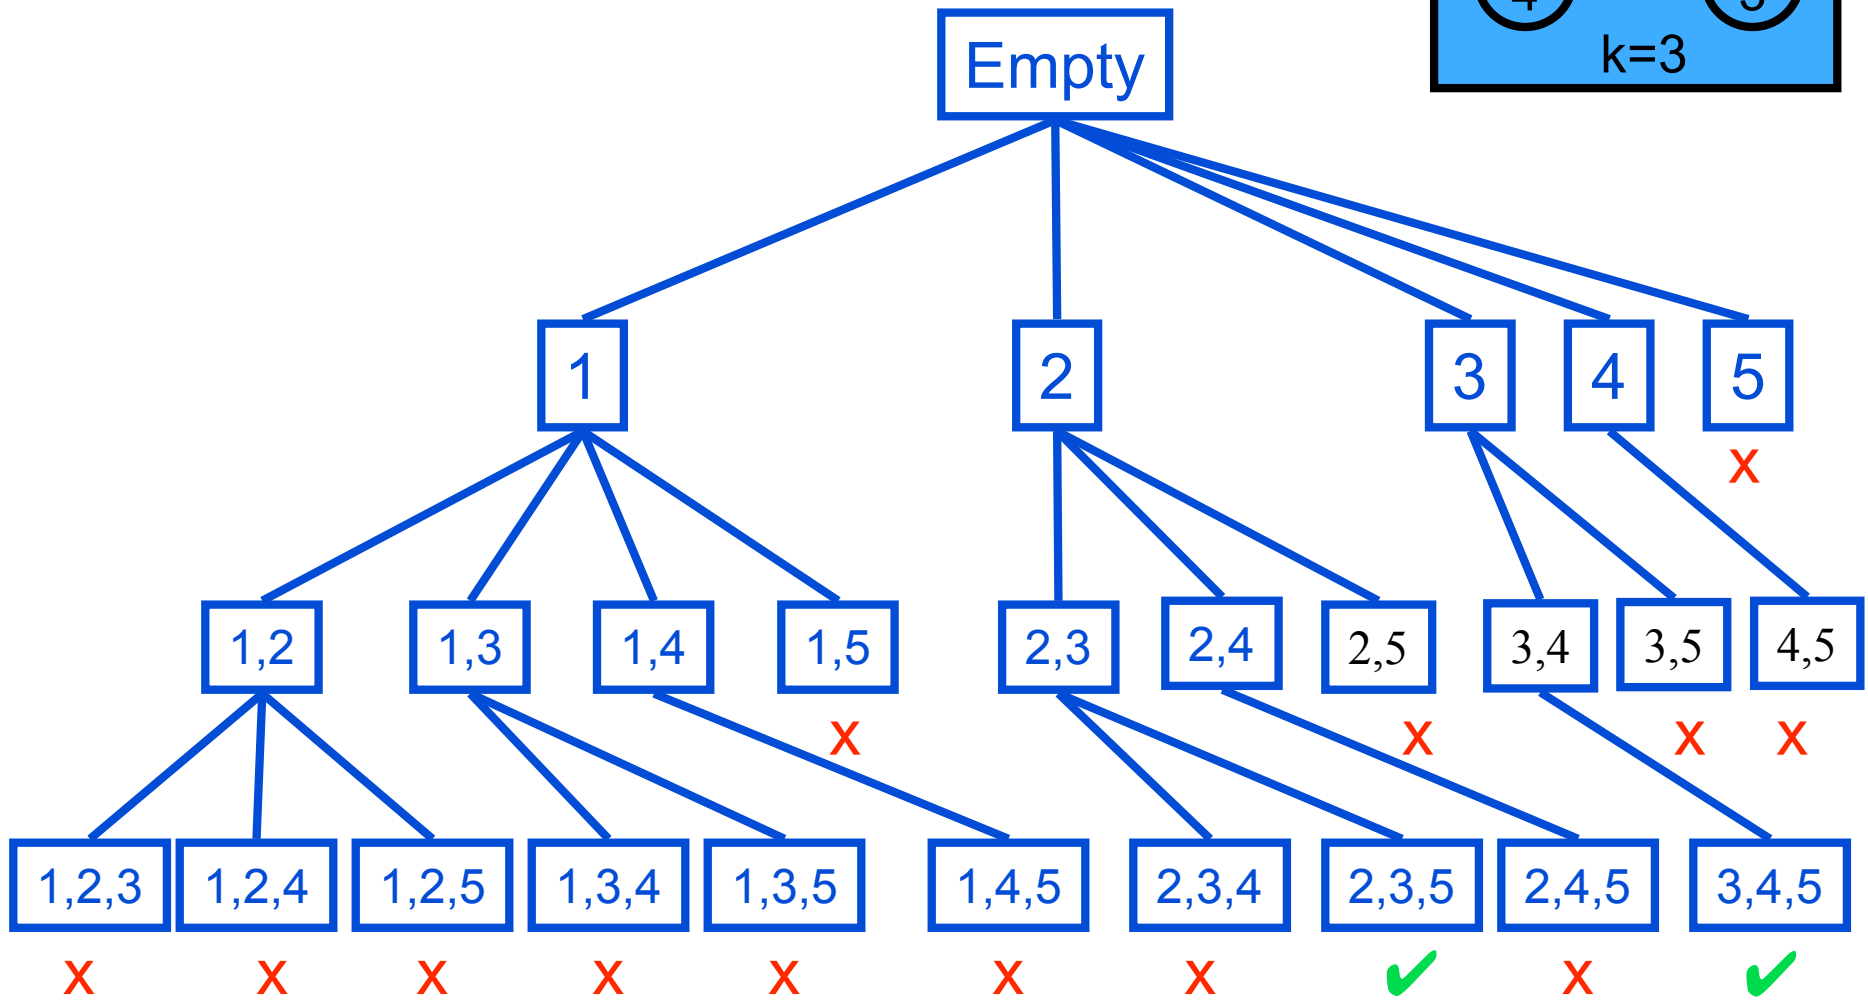 4 3
k=3
Empty
1 2 3 4 5
x
1,2 1,3 1,4 1,5 2,3 2,4 2,5 3,4 3,5 4,5
x x x x
1,2,3 1,2,4 1,2,5 1,3,4 1,3,5 1,4,5 2,3,4 2,3,5 2,4,5 3,4,5
x x x x x x x ✔ x ✔